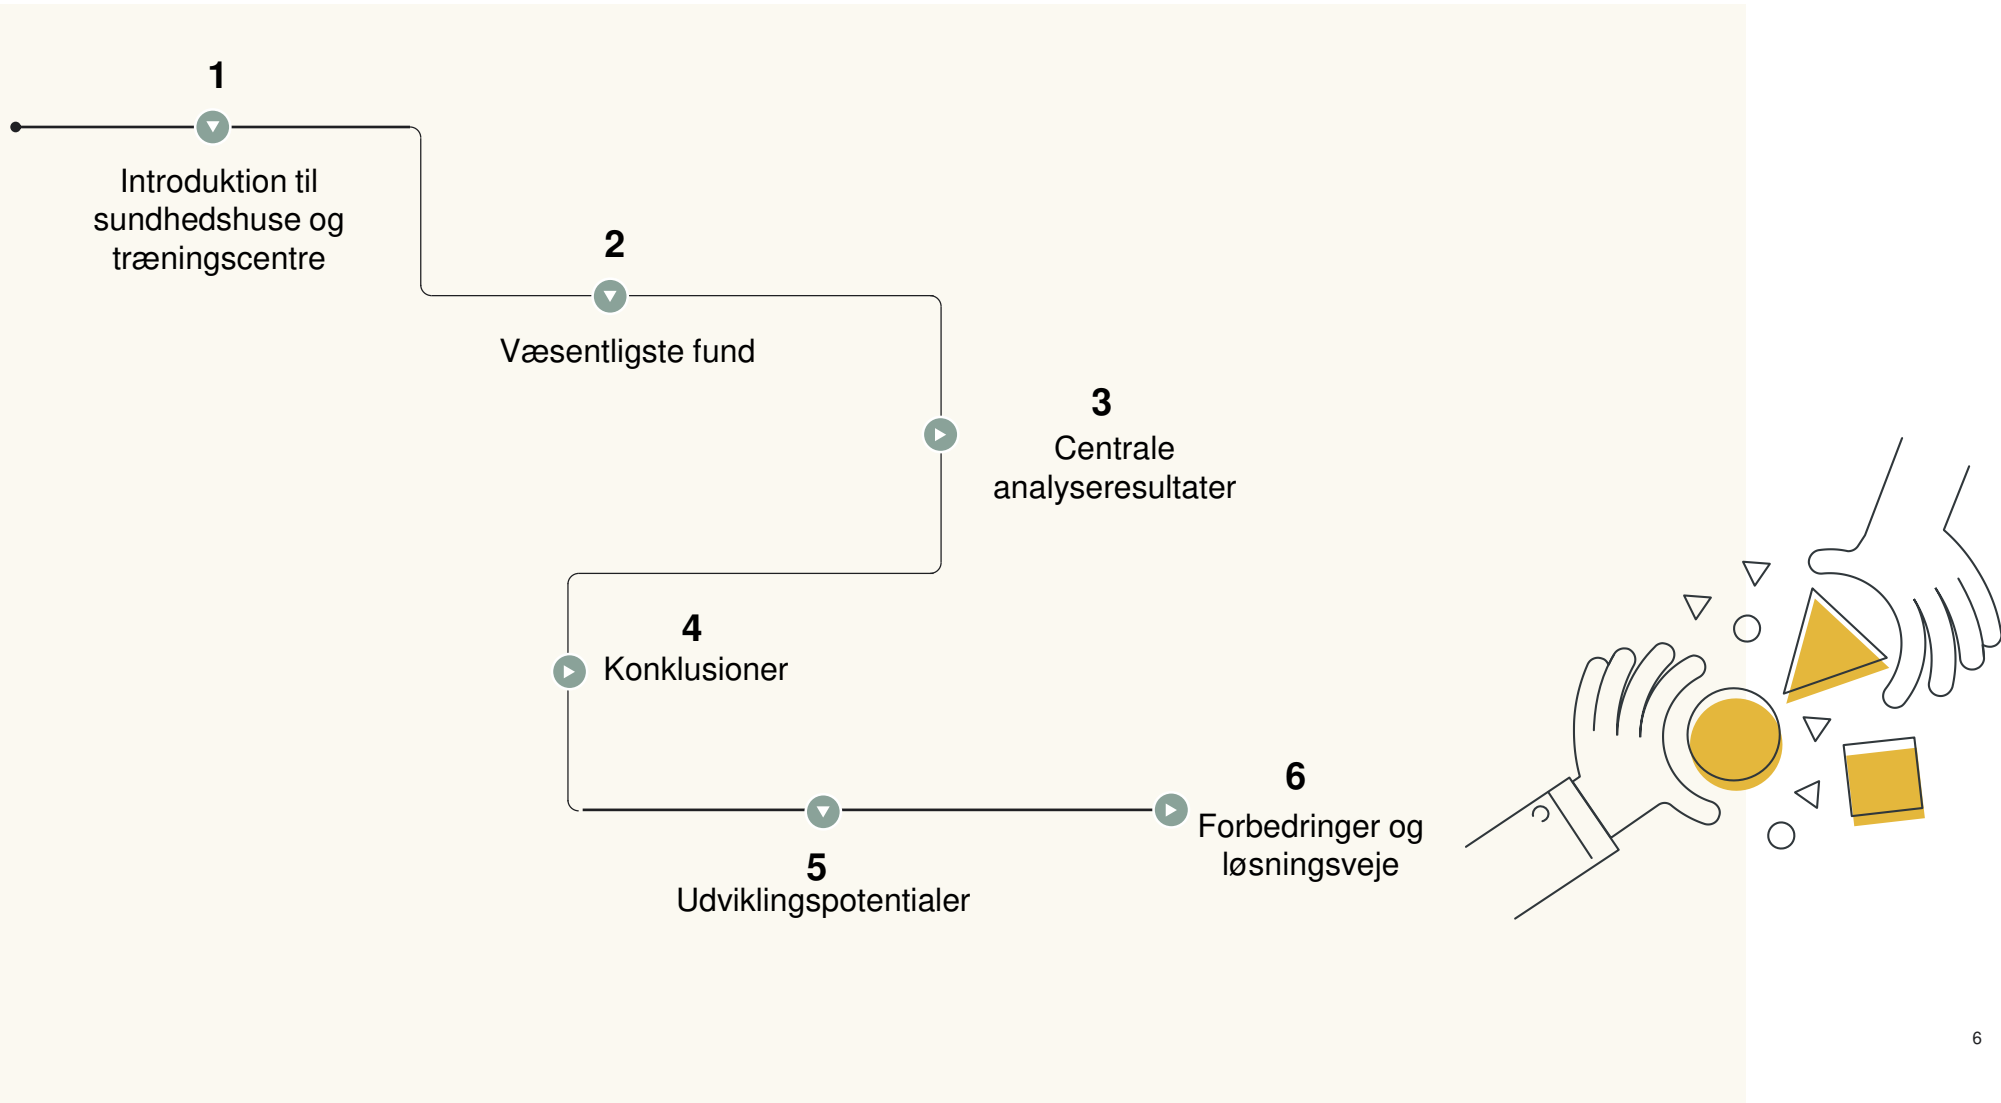 1
Introduktion til
sundhedshuse og
træningscentre
2
Væsentligste fund
3
Centrale
analyseresultater
4
Konklusioner
5
Udviklingspotentialer
6
Forbedringer og
løsningsveje
6